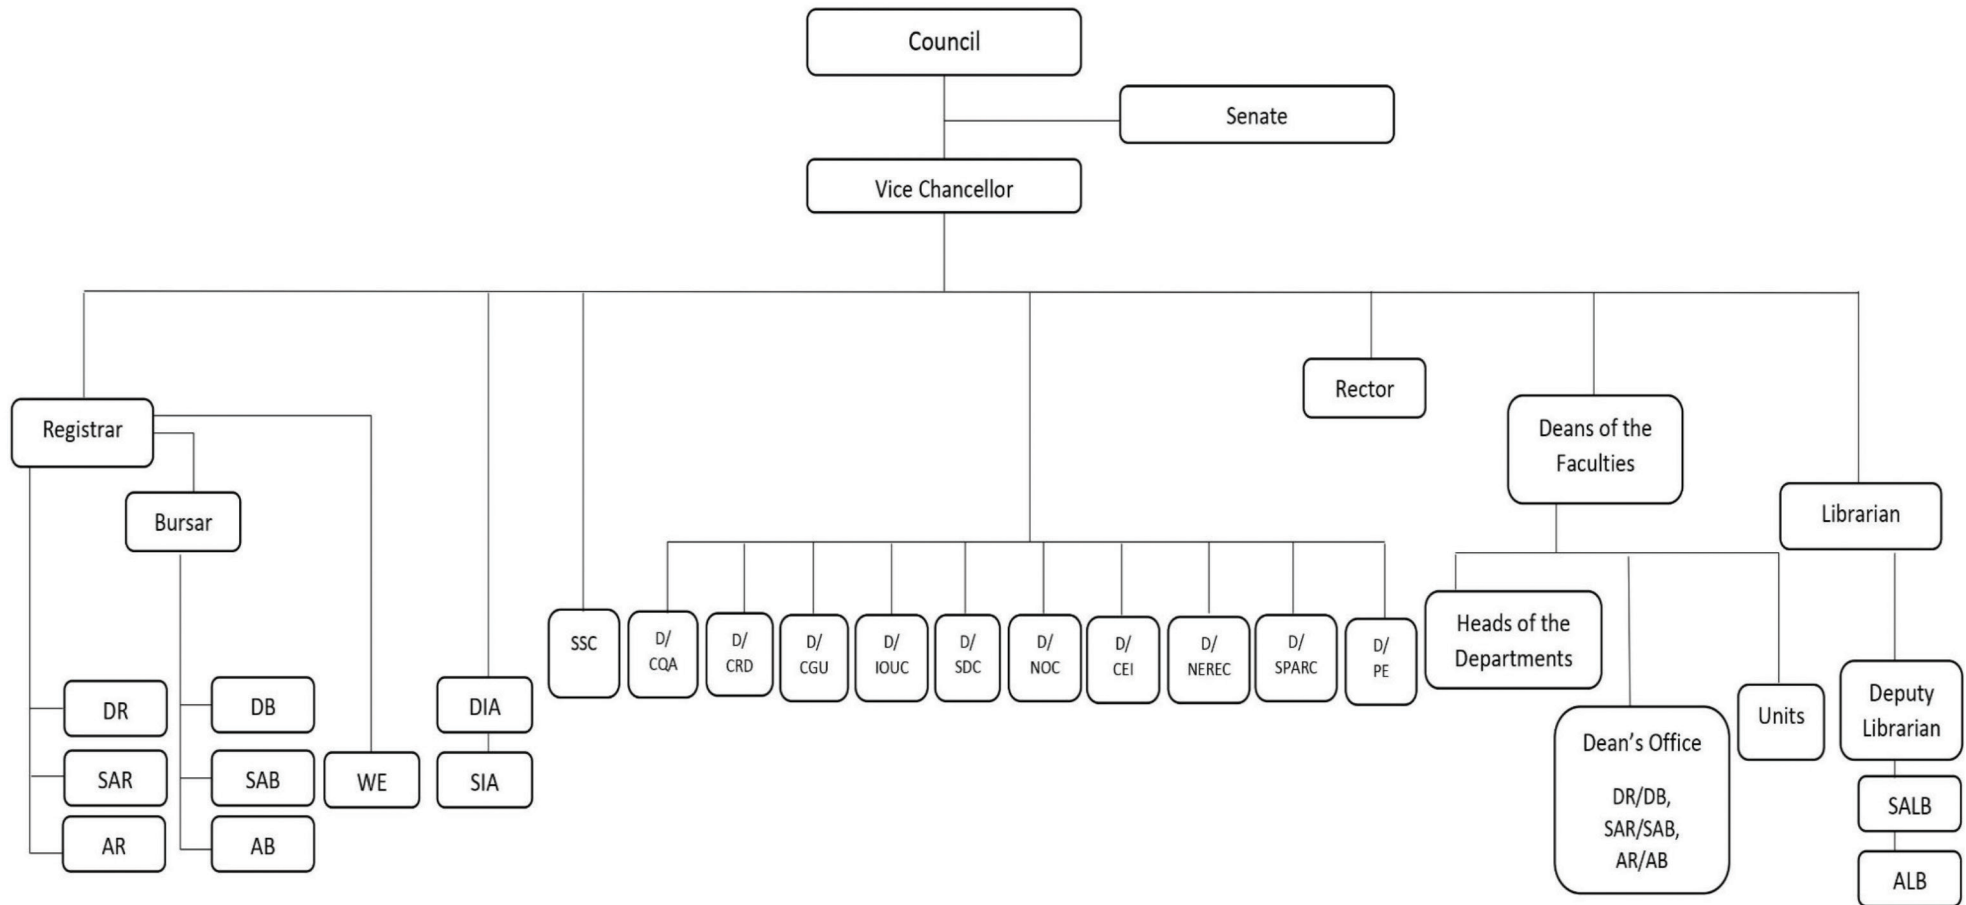 Council
Senate
Vice Chancellor
Rector
Registrar
Deans of the
Faculties
Bursar
Librarian
SSC
D/
CQA
D/
CRD
D/
CGU
D/
IOUC
D/
SDC
D/
NOC
D/
CEI
D/
NEREC
D/
SPARC
D/
PE
Heads of the
Departments
DR
DB
DIA
Units
Deputy
Librarian
Dean’s Office
DR/DB,
SAR/SAB,
AR/AB
SAR
SAB
WE
SIA
SALB
AR
AB
ALB